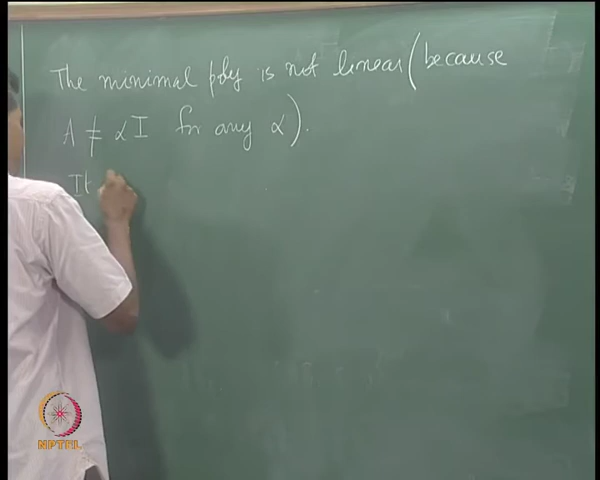 The minimal poly is not linear (because
A ≠ αI for any α).
It
NPTEL